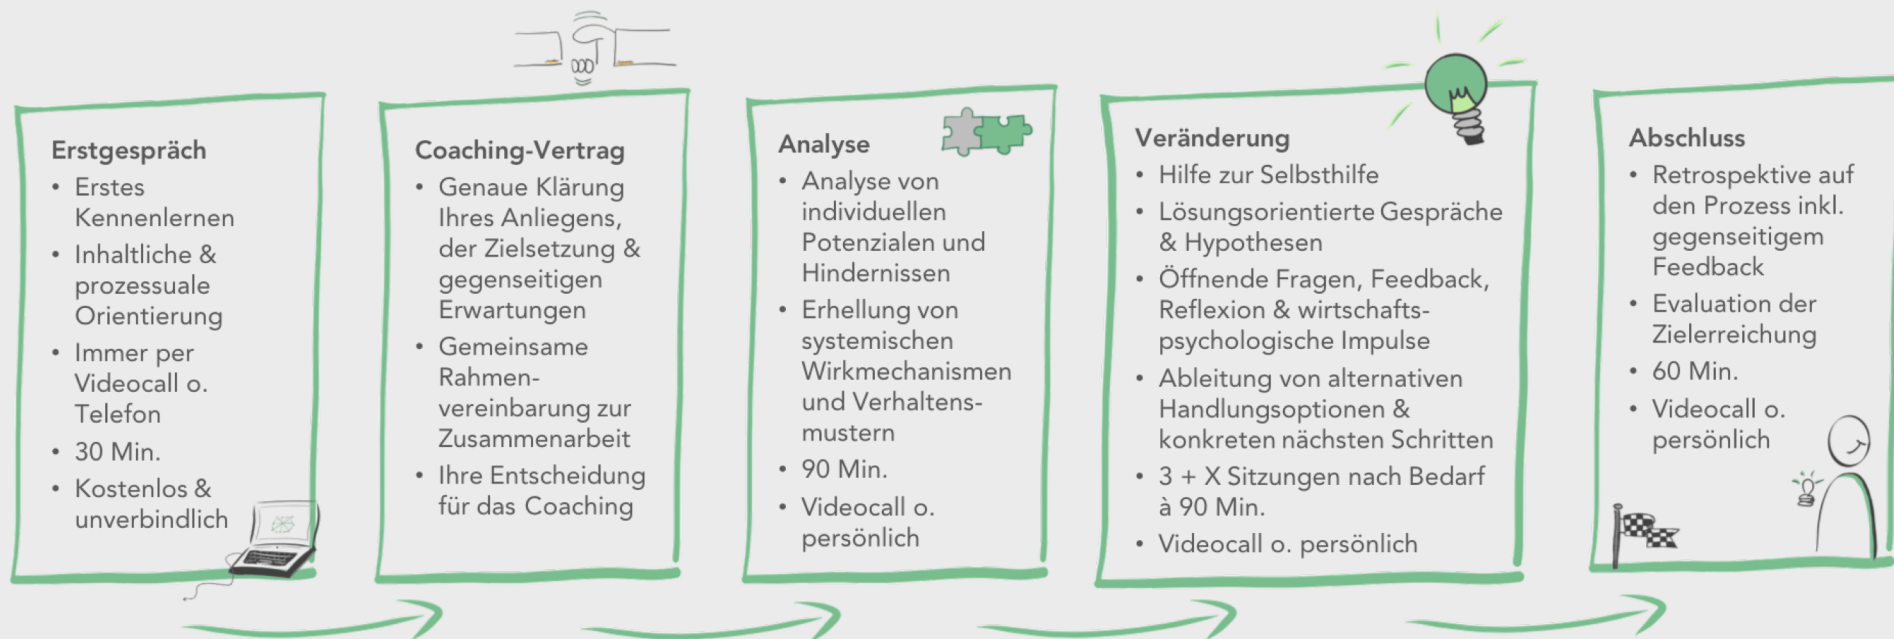 Erstgespräch
• Erstes
Kennenlernen
• Inhaltliche &
prozessuale
Orientierung
• Immer per
Videocall o.
Telefon
• 30 Min.
• Kostenlos &
unverbindlich
Coaching-Vertrag
• Genaue Klärung
Ihres Anliegens,
der Zielsetzung &
gegenseitigen
Erwartungen
• Gemeinsame
Rahmen-
vereinbarung zur
Zusammenarbeit
• Ihre Entscheidung
für das Coaching
Analyse
• Analyse von
individuellen
Potenzialen und
Hindernissen
• Erhellung von
systemischen
Wirkmechanismen
und Verhaltens-
mustern
• 90 Min.
• Videocall o.
persönlich
Veränderung
• Hilfe zur Selbsthilfe
• Lösungsorientierte Gespräche
& Hypothesen
• Öffnende Fragen, Feedback,
Reflexion & wirtschafts-
psychologische Impulse
• Ableitung von alternativen
Handlungsoptionen &
konkreten nächsten Schritten
• 3 + X Sitzungen nach Bedarf
à 90 Min.
• Videocall o. persönlich
Abschluss
• Retrospektive auf
den Prozess inkl.
gegenseitigem
Feedback
• Evaluation der
Zielerreichung
• 60 Min.
• Videocall o.
persönlich